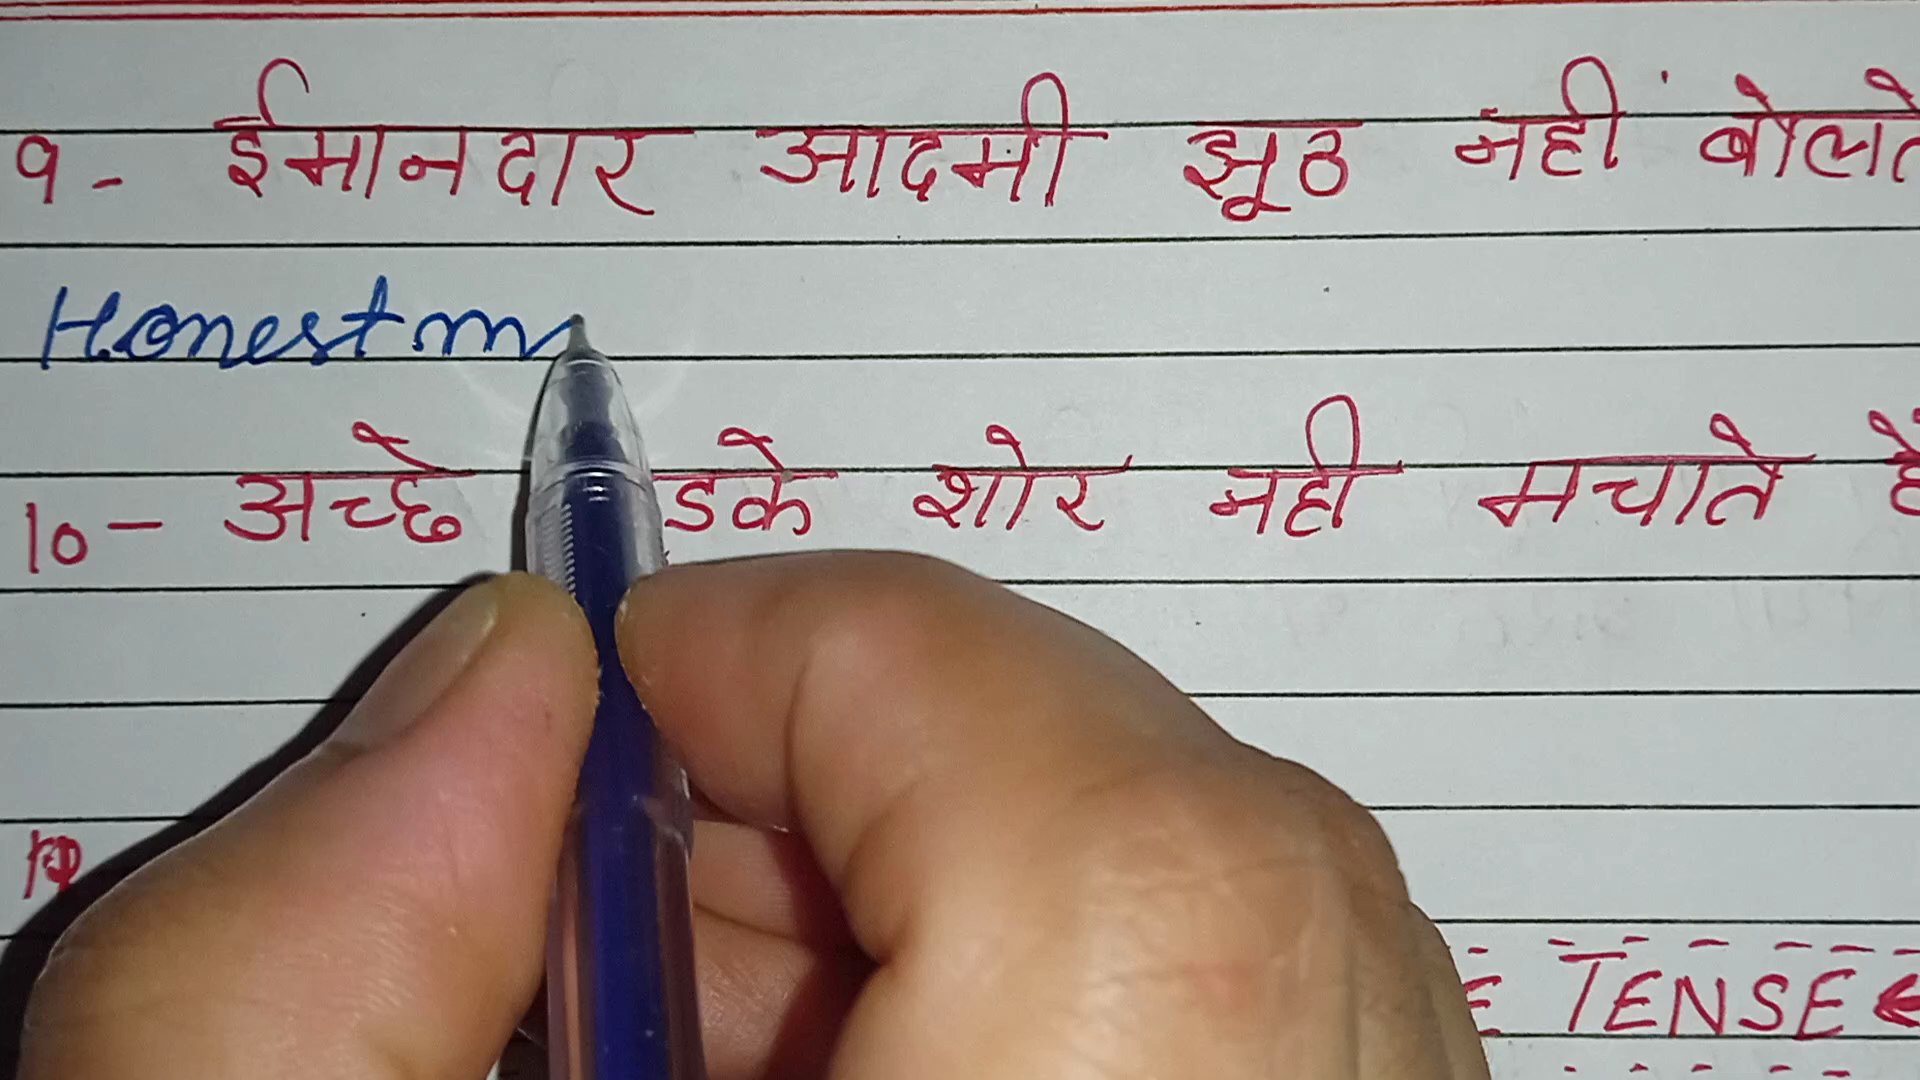 9- ईमानदार आदमी झूठ नही बोलते
Honest m
10- अच्छे डके शोर नही मचाते है
TENSE